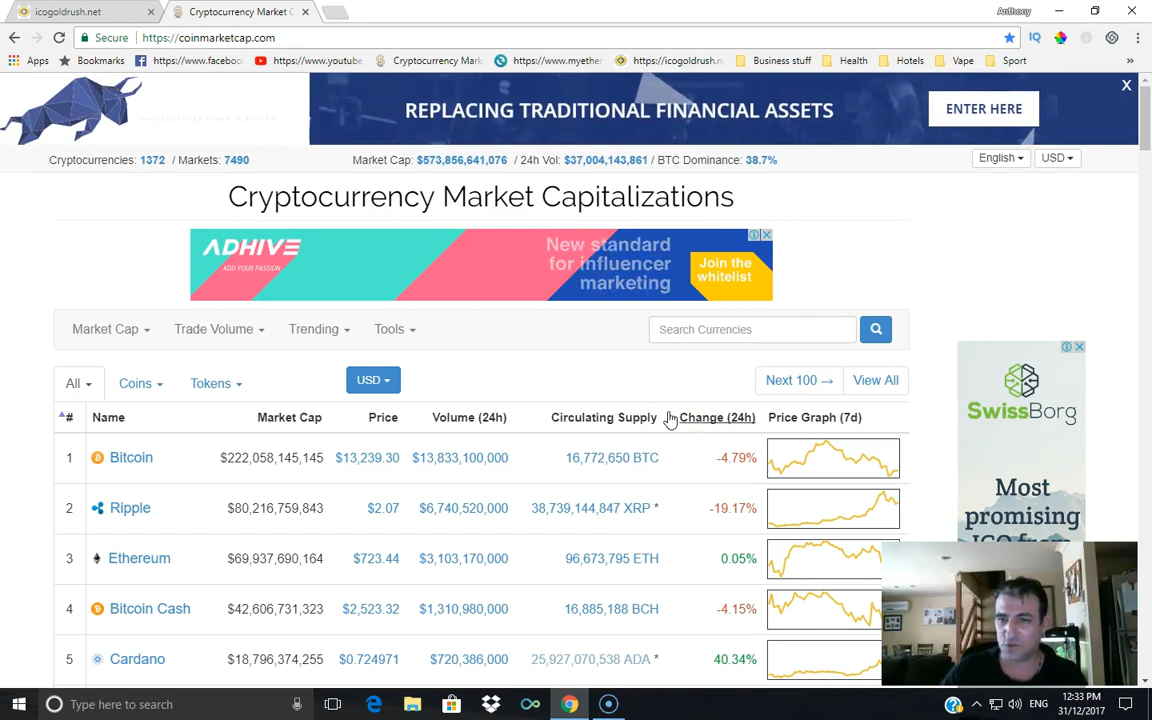 icogoldrush.net
Cryptocurrency Market C
Anthony
Secure
https://coinmarketcap.com
IQ
Apps
Bookmarks
https://www.facebo
https://www.youtube
Cryptocurrency Mark
https://www.myether
https://icogoldrush.n
Business stuff
Health
Hotels
Vape
Sport
REPLACING TRADITIONAL FINANCIAL ASSETS
ENTER HERE
X
Cryptocurrencies: 1372 / Markets: 7490
Market Cap: $573,856,641,076 / 24h Vol: $37,004,143,861 / BTC Dominance: 38.7%
English
USD
Cryptocurrency Market Capitalizations
ADHIVE
ADD YOUR PASSION
New standard
for influencer
marketing
Join the
whitelist
Market Cap
Trade Volume
Trending
Tools
Search Currencies
All
Coins
Tokens
USD
Next 100 →
View All
# Name Market Cap Price Volume (24h) Circulating Supply Change (24h) Price Graph (7d)
1 Bitcoin $222,058,145,145 $13,239.30 $13,833,100,000 16,772,650 BTC -4.79%
2 Ripple $80,216,759,843 $2.07 $6,740,520,000 38,739,144,847 XRP * -19.17%
3 Ethereum $69,937,690,164 $723.44 $3,103,170,000 96,673,795 ETH 0.05%
4 Bitcoin Cash $42,606,731,323 $2,523.32 $1,310,980,000 16,885,188 BCH -4.15%
5 Cardano $18,796,374,255 $0.724971 $720,386,000 25,927,070,538 ADA * 40.34%
SwissBorg
Most
promising
Type here to search
ENG
12:33 PM
31/12/2017